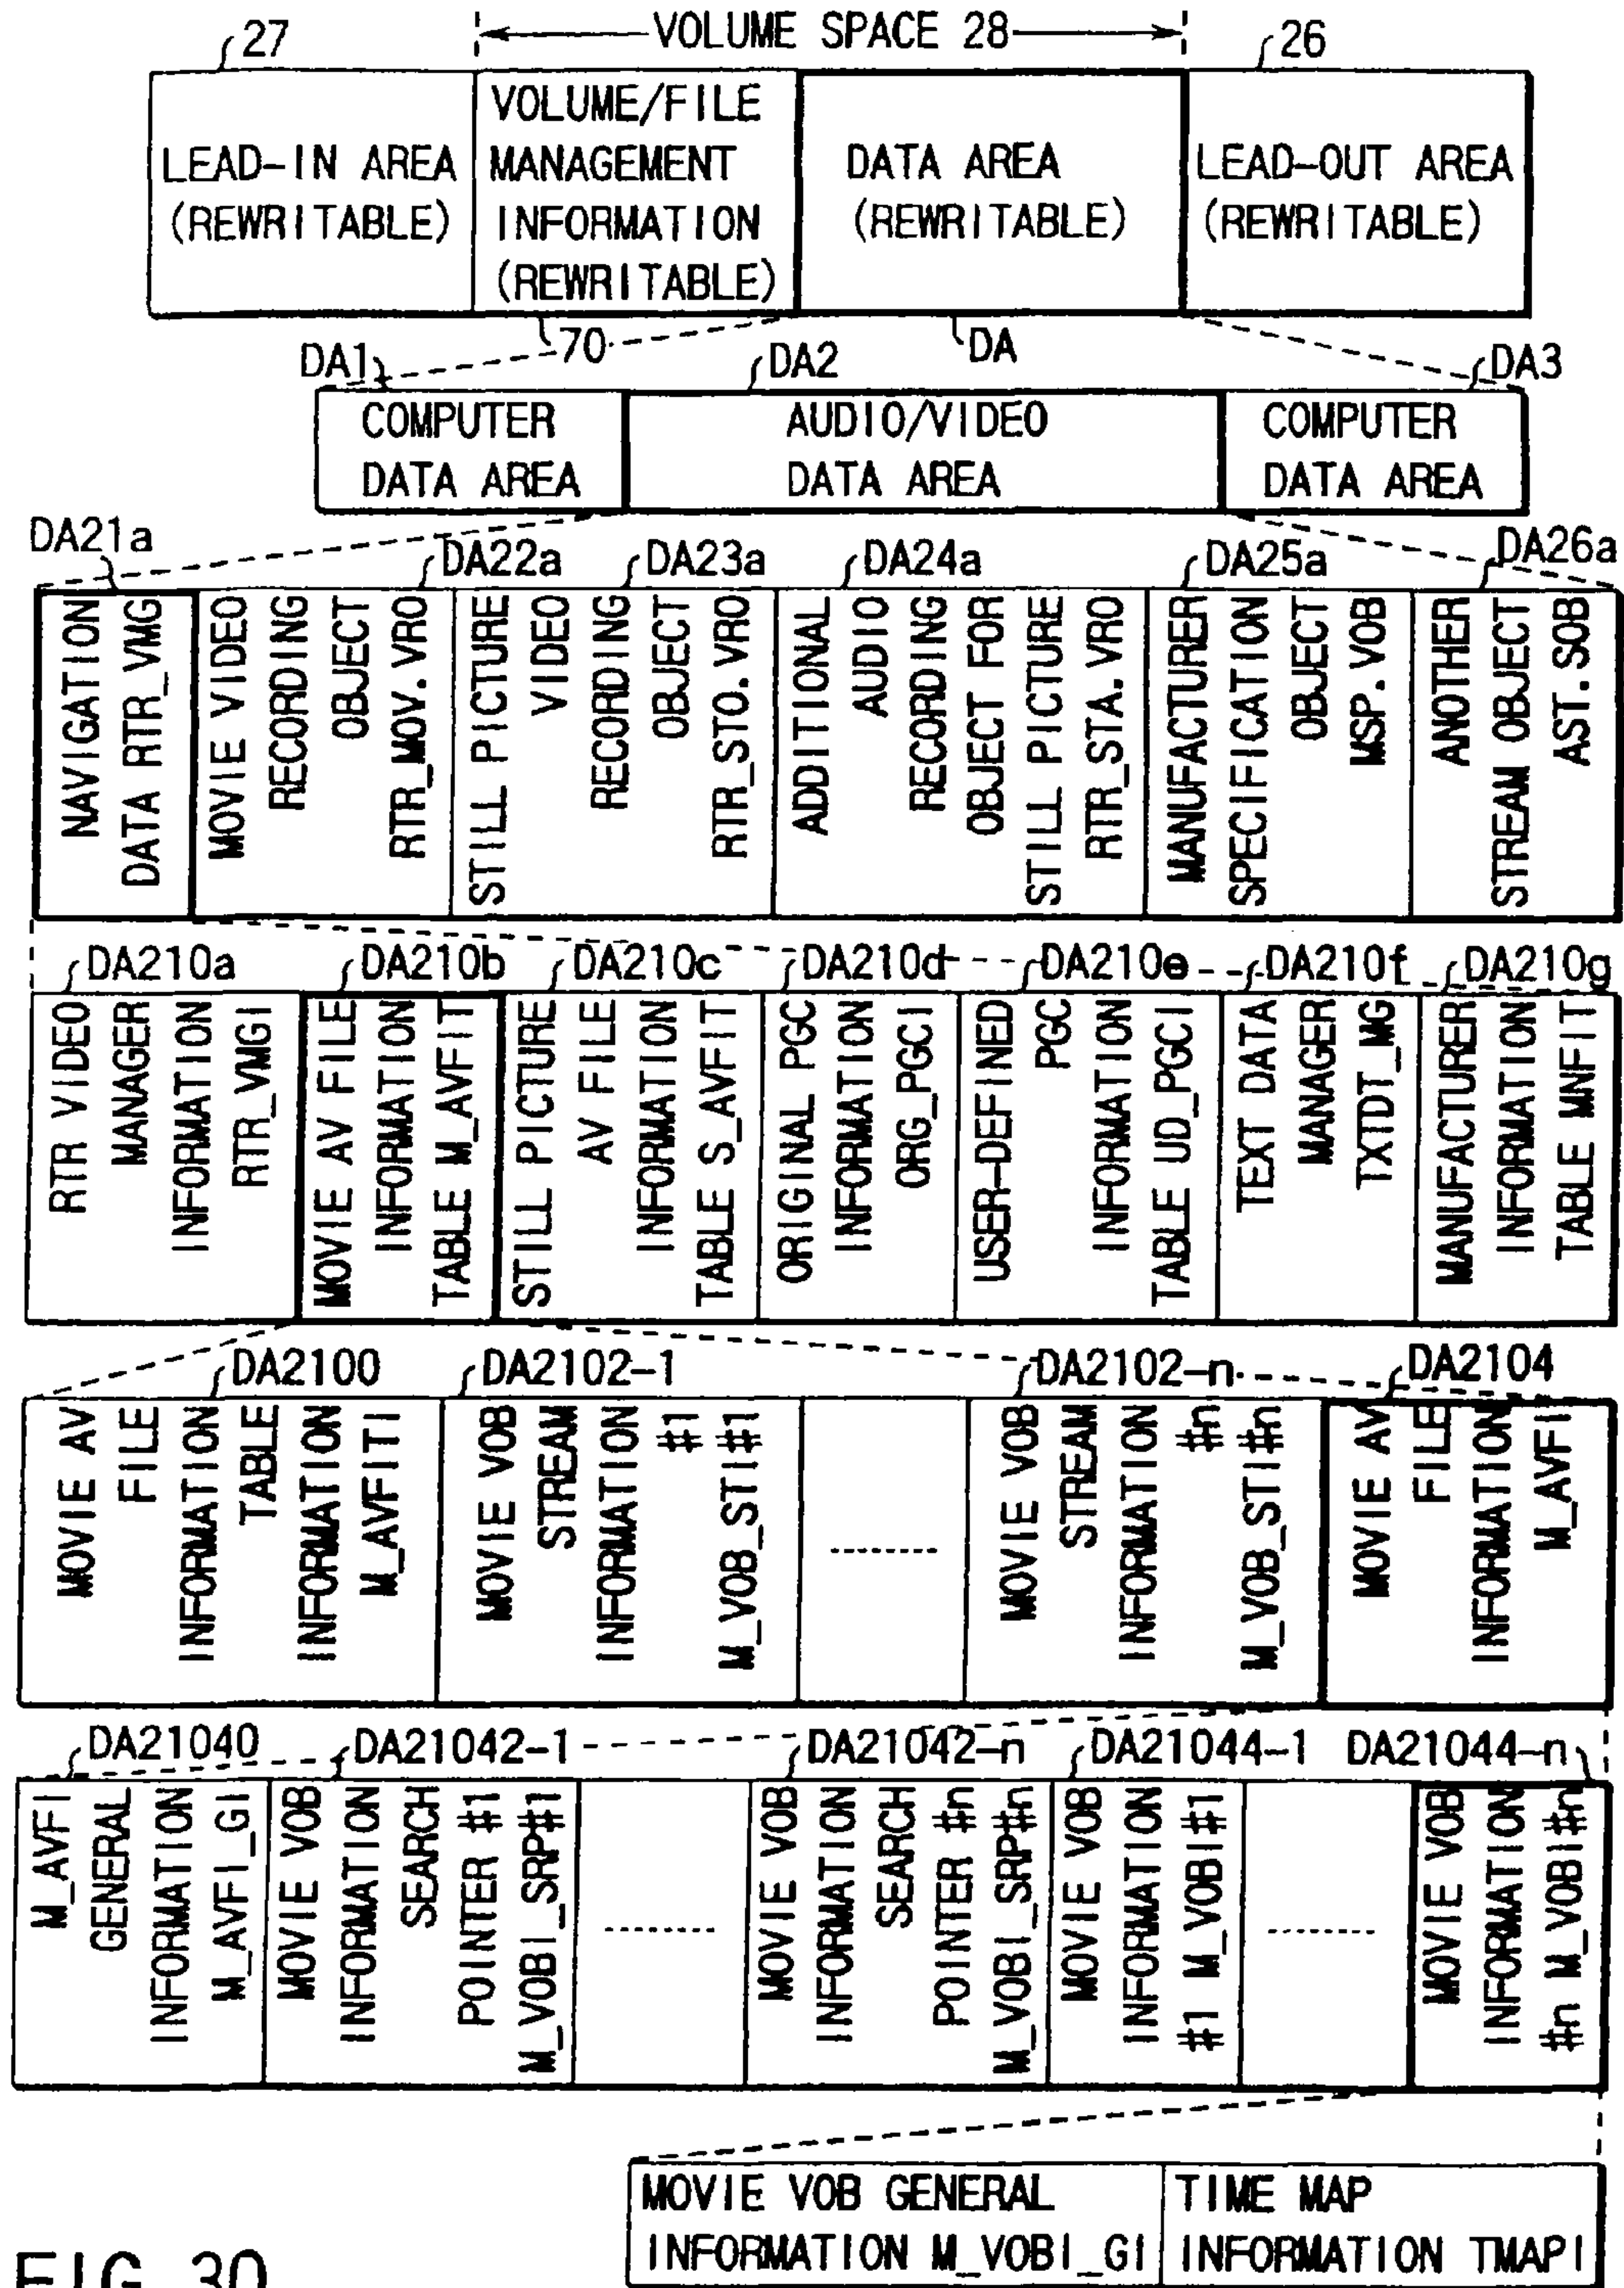 VOLUME SPACE 28
27
26
LEAD-IN AREA
(REWRITABLE)
VOLUME/FILE
MANAGEMENT
INFORMATION
(REWRITABLE)
DATA AREA
(REWRITABLE)
LEAD-OUT AREA
(REWRITABLE)
70
DA
DA1
DA2
DA3
COMPUTER
DATA AREA
AUDIO/VIDEO
DATA AREA
COMPUTER
DATA AREA
DA21a
DA22a
DA23a
DA24a
DA25a
DA26a
NAVIGATION
DATA RTR_VMG
MOVIE VIDEO
RECORDING
OBJECT
RTR_MOV.VRO
STILL PICTURE
VIDEO
RECORDING
OBJECT
RTR_STO.VRO
ADDITIONAL
AUDIO
RECORDING
OBJECT FOR
STILL PICTURE
RTR_STA.VRO
MANUFACTURER
SPECIFICATION
OBJECT
MSP.VOB
ANOTHER
STREAM OBJECT
AST.SOB
DA210a
DA210b
DA210c
DA210d
DA210e
DA210f
DA210g
RTR VIDEO
MANAGER
INFORMATION
RTR_VMGI
MOVIE AV FILE
INFORMATION
TABLE M_AVFIT
STILL PICTURE
AV FILE
INFORMATION
TABLE S_AVFIT
ORIGINAL PGC
INFORMATION
ORG_PGCI
USER-DEFINED
PGC
INFORMATION
TABLE UD_PGCI
TEXT DATA
MANAGER
TXTDT_MG
MANUFACTURER
INFORMATION
TABLE MNFIT
DA2100
DA2102-1
DA2102-n
DA2104
MOVIE AV
FILE
INFORMATION
TABLE
INFORMATION
M_AVFITI
MOVIE VOB
STREAM
INFORMATION
#1
M_VOB_STI#1
--------
MOVIE VOB
STREAM
INFORMATION
#n
M_VOB_STI#n
MOVIE AV
FILE
INFORMATION
M_AVFI
DA21040
DA21042-1
DA21042-n
DA21044-1
DA21044-n
M_AVFI
GENERAL
INFORMATION
M_AVFI_GI
MOVIE VOB
INFORMATION
SEARCH
POINTER #1
M_VOBI_SRP#1
--------
MOVIE VOB
INFORMATION
SEARCH
POINTER #n
M_VOBI_SRP#n
MOVIE VOB
INFORMATION
#1 M_VOBI#1
--------
MOVIE VOB
INFORMATION
#n M_VOBI#n
MOVIE VOB GENERAL
INFORMATION M_VOBI_GI
TIME MAP
INFORMATION TMAPI
FIG. 30